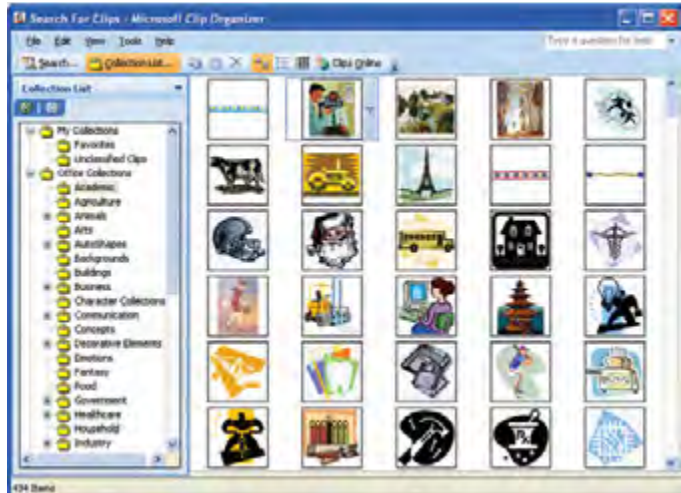 Search For Clips - Microsoft Clip Organizer
File Edit View Tools Help
Type a question for help
Search... Collection List... Clips Online
Collection List
My Collections
Favorites
Unclassified Clips
Office Collections
Academic
Agriculture
Animals
Arts
AutoShapes
Backgrounds
Buildings
Business
Character Collections
Communication
Concepts
Decorative Elements
Emotions
Fantasy
Food
Government
Healthcare
Household
Industry
494 Items